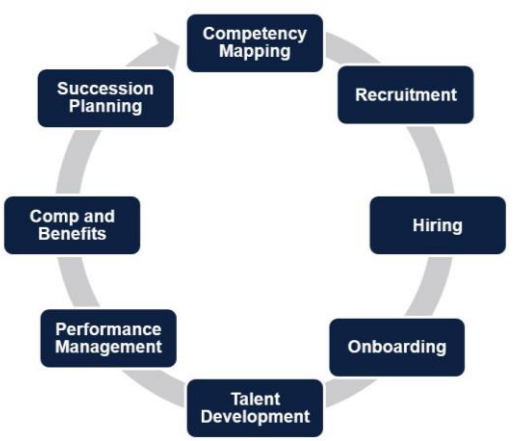 Competency
Mapping
Recruitment
Hiring
Onboarding
Talent
Development
Performance
Management
Comp and
Benefits
Succession
Planning